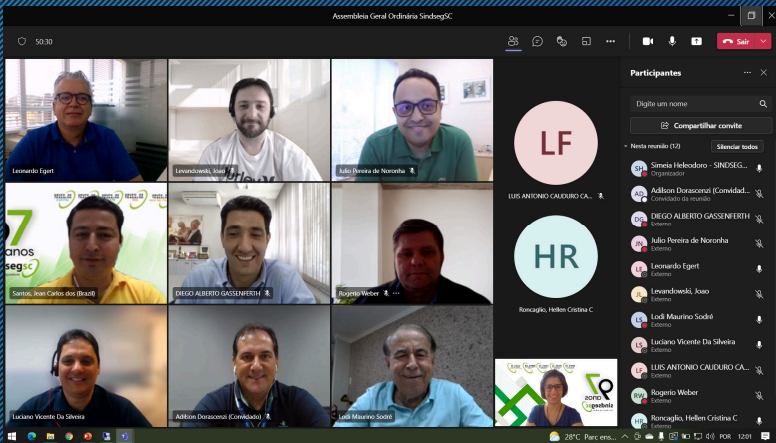 Assembleia Geral Ordinária SindsegSC
50:30
Sair
Participantes
Digite um nome
Compartilhar convite
Nesta reunião (12)
Silenciar todos
SH
Simeia Heleodoro - SINDSEG...
Organizador
AD
Adilson Dorascenzi (Convidad...
Convidado da reunião
DG
DIEGO ALBERTO GASSENFERTH
Externo
JN
Julio Pereira de Noronha
Externo
LE
Leonardo Egert
Externo
JL
Levandowski, Joao
Externo
LS
Lodi Maurino Sodré
Externo
LS
Luciano Vicente Da Silveira
Externo
LF
LUIS ANTONIO CAUDURO CA...
Externo
RW
Rogerio Weber
Externo
HR
Roncaglio, Hellen Cristina C
Externo
Leonardo Egert
Levandowski, Joao
Julio Pereira de Noronha
LF
LUIS ANTONIO CAUDURO CA...
7
anos
segsc
Santos, Jean Carlos dos (Brazil)
DIEGO ALBERTO GASSENFERTH
Rogerio Weber
HR
Roncaglio, Hellen Cristina C
Luciano Vicente Da Silveira
Adilson Dorascenzi (Convidado)
Lodi Maurino Sodré
28°C Parc ens...
POR
12:01